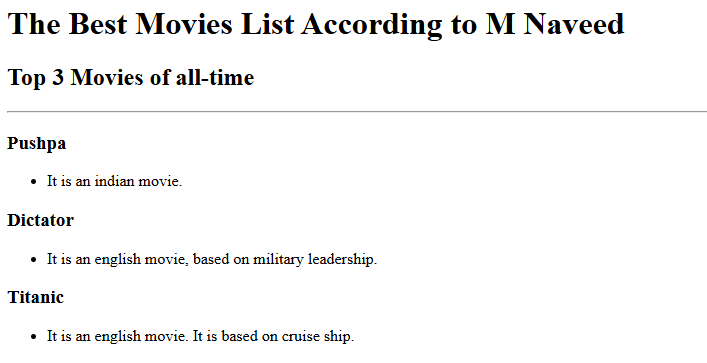 The Best Movies List According to M Naveed
Top 3 Movies of all-time
Pushpa
• It is an indian movie.
Dictator
• It is an english movie, based on military leadership.
Titanic
• It is an english movie. It is based on cruise ship.